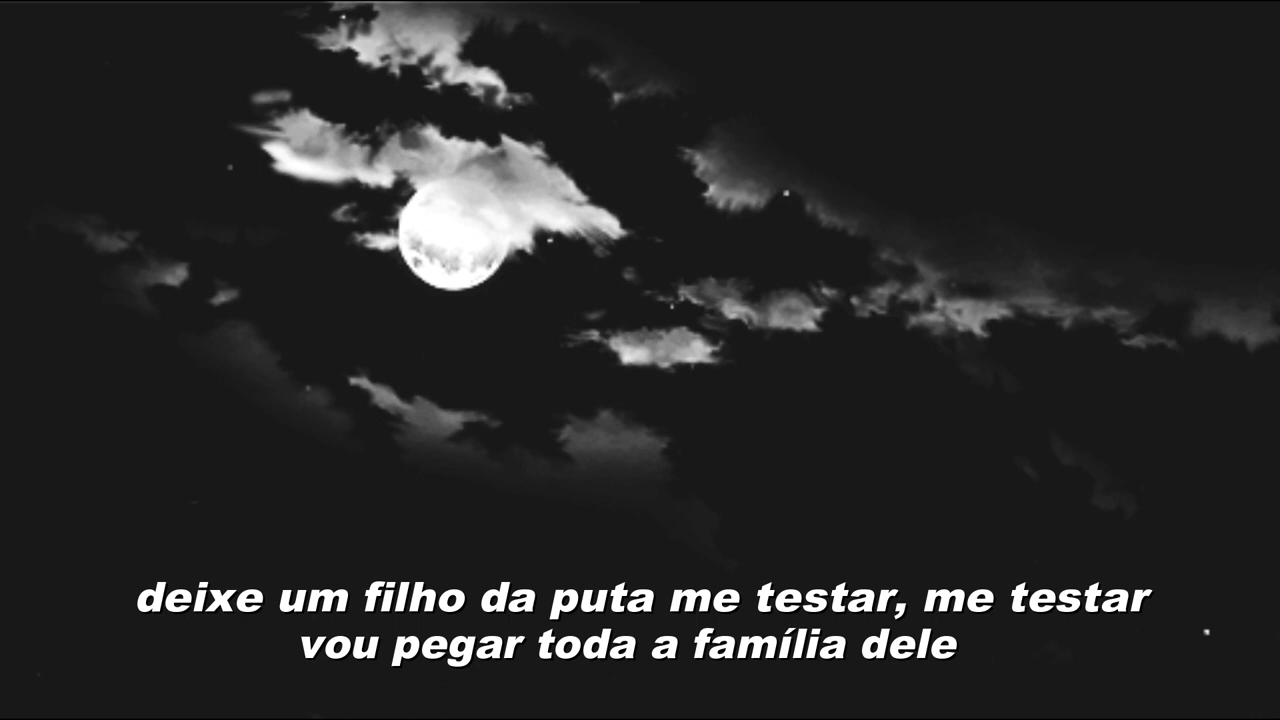 deixe um filho da puta me testar, me testar
vou pegar toda a família dele